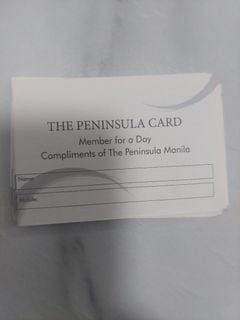 THE PENINSULA CARD
Member for a Day
Compliments of The Peninsula Manila
Name:
Mobile: